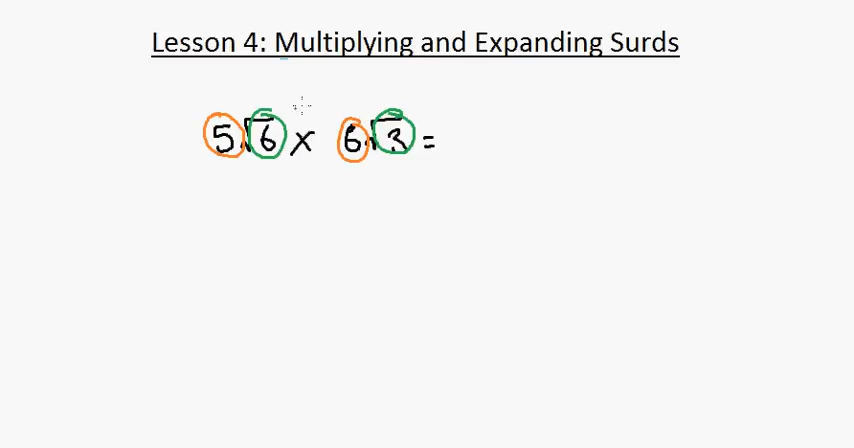 Lesson 4: Multiplying and Expanding Surds
5√6 x 6√3 =